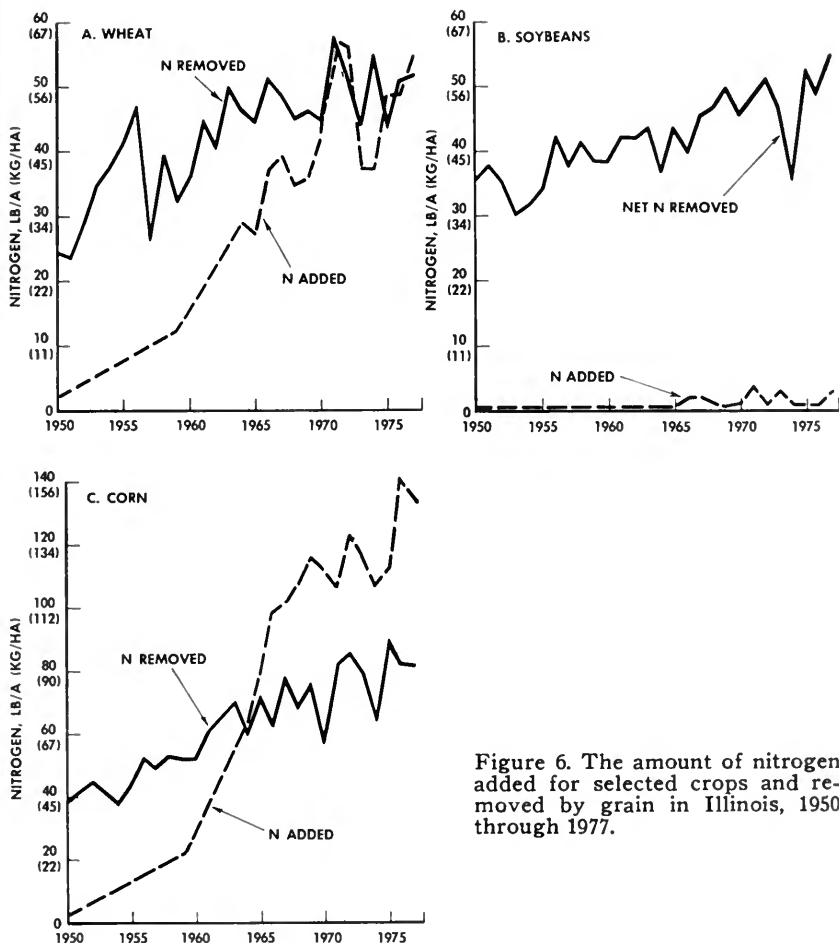 A. WHEAT
N REMOVED
N ADDED
NITROGEN, LB/A (KG/HA)
60
(67)
50
(56)
40
(45)
30
(34)
20
(22)
10
(11)
0
1950 1955 1960 1965 1970 1975
B. SOYBEANS
NET N REMOVED
N ADDED
NITROGEN, LB/A (KG/HA)
60
(67)
50
(56)
40
(45)
30
(34)
20
(22)
10
(11)
0
1950 1955 1960 1965 1970 1975
C. CORN
N REMOVED
N ADDED
NITROGEN, LB/A (KG/HA)
140
(156)
120
(134)
100
(112)
80
(90)
60
(67)
40
(45)
20
(22)
0
1950 1955 1960 1965 1970 1975
Figure 6. The amount of nitrogen
added for selected crops and re-
moved by grain in Illinois, 1950
through 1977.